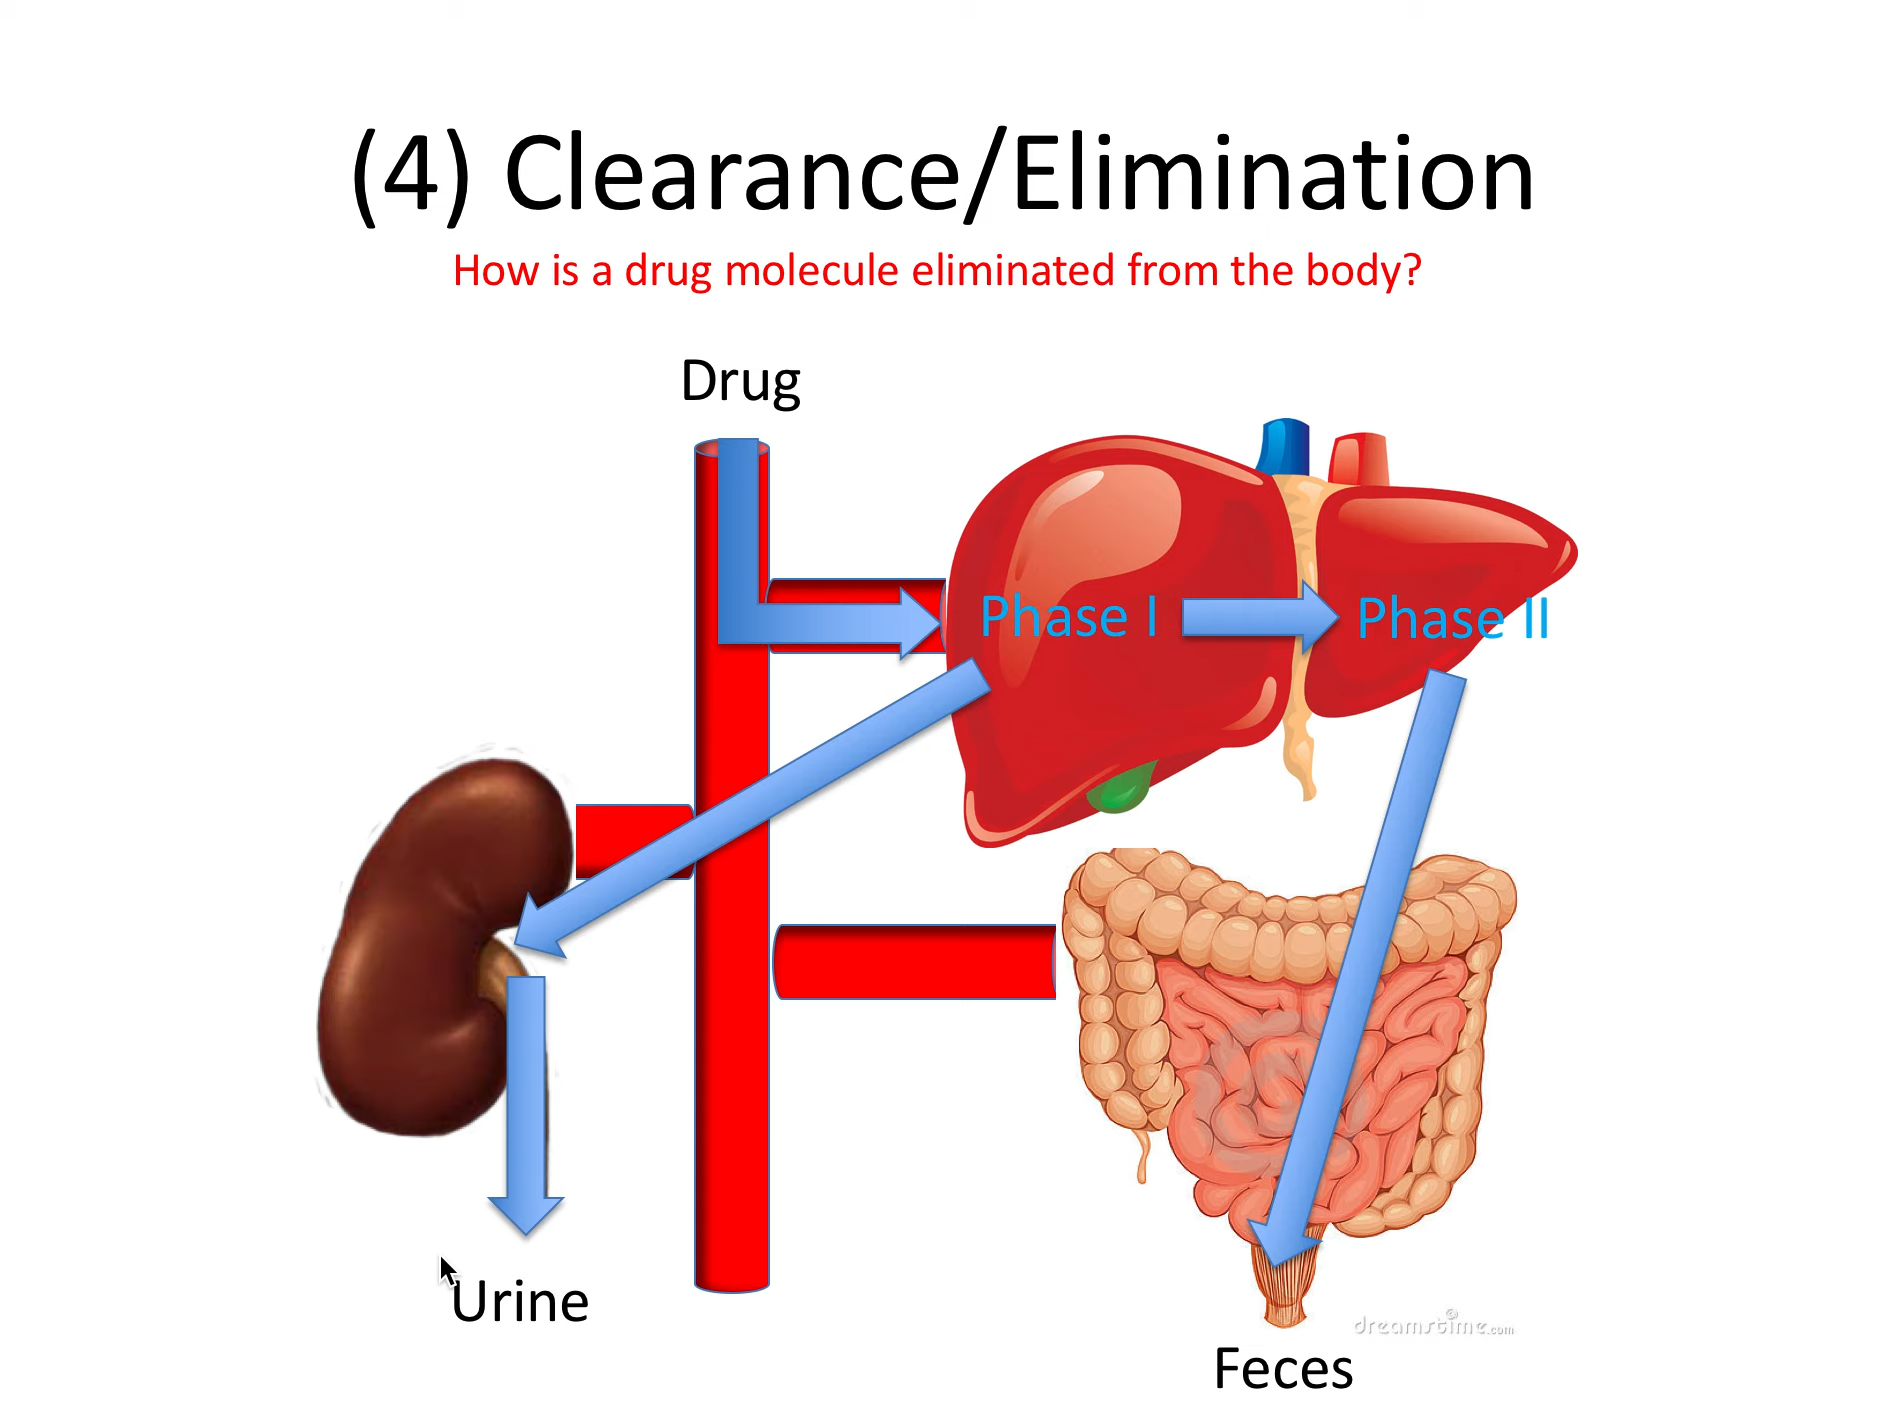 (4) Clearance/Elimination
How is a drug molecule eliminated from the body?
Drug
Phase I
Phase II
Urine
dreamstime.com
Feces